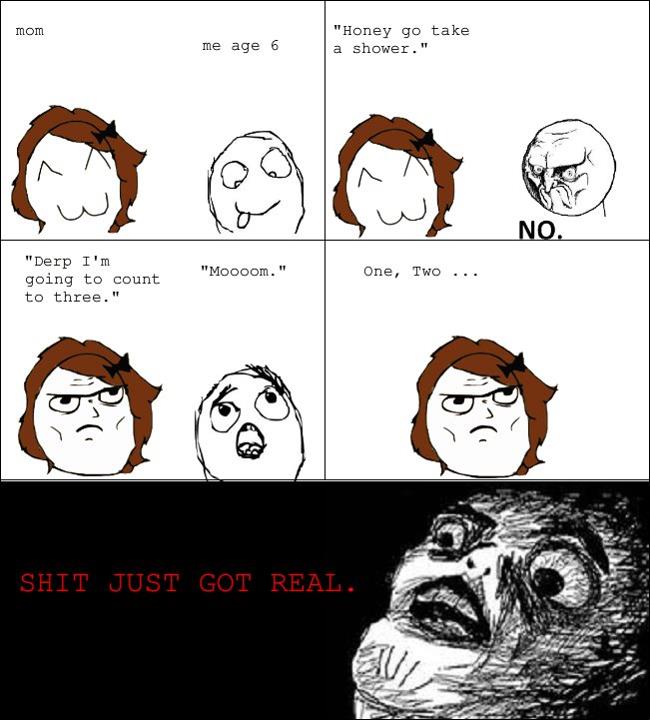 mom
me age 6
"Honey go take
a shower."
NO.
"Derp I'm
going to count
to three."
"Moooom."
One, Two ...
SHIT JUST GOT REAL.